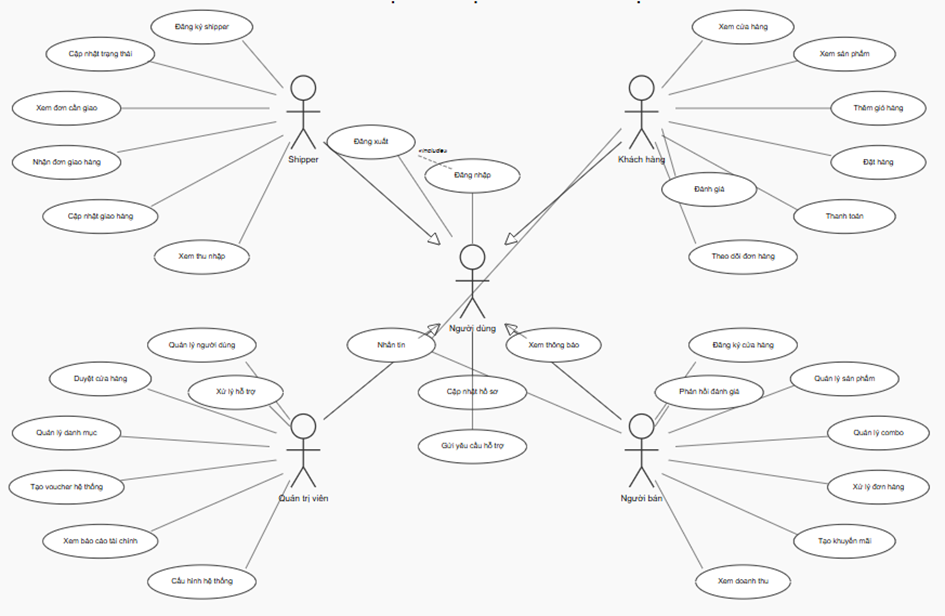 Đăng ký shipper
Xem cửa hàng
Cập nhật trạng thái
Xem sản phẩm
Xem đơn cần giao
Thêm giỏ hàng
Đăng xuất
«include»
Shipper
Khách hàng
Nhận đơn giao hàng
Đặt hàng
Đăng nhập
Đánh giá
Cập nhật giao hàng
Thanh toán
Xem thu nhập
Theo dõi đơn hàng
Người dùng
Quản lý người dùng
Nhắn tin
Xem thông báo
Đăng ký cửa hàng
Duyệt cửa hàng
Quản lý sản phẩm
Xử lý hỗ trợ
Cập nhật hồ sơ
Phản hồi đánh giá
Quản lý danh mục
Quản lý combo
Gửi yêu cầu hỗ trợ
Tạo voucher hệ thống
Xử lý đơn hàng
Quản trị viên
Người bán
Xem báo cáo tài chính
Tạo khuyến mãi
Cấu hình hệ thống
Xem doanh thu